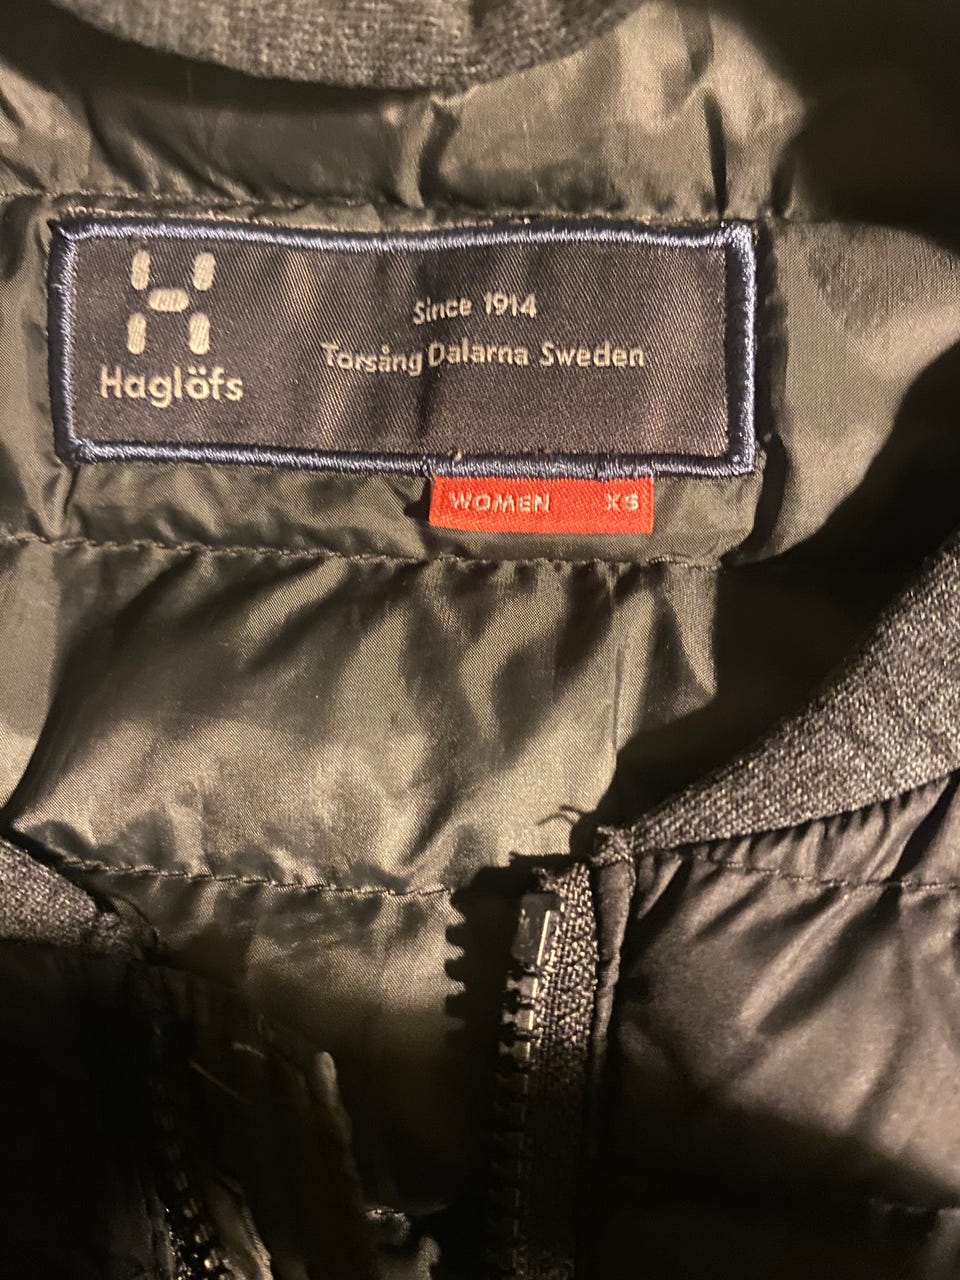 Haglöfs
Since 1914
Torsång Dalarna Sweden
WOMEN XS